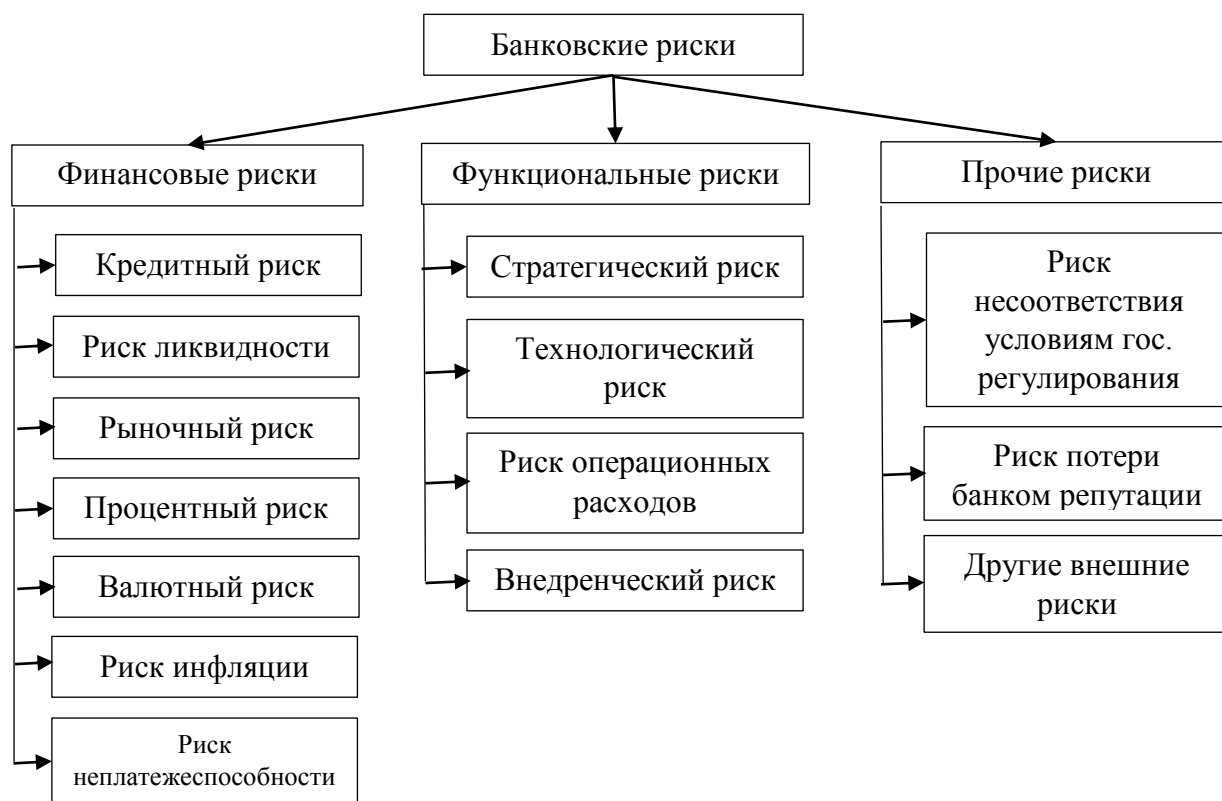 Банковские риски
Финансовые риски
Кредитный риск
Риск ликвидности
Рыночный риск
Процентный риск
Валютный риск
Риск инфляции
Риск
неплатежеспособности
Функциональные риски
Стратегический риск
Технологический
риск
Риск операционных
расходов
Внедренческий риск
Прочие риски
Риск
несоответствия
условиям гос.
регулирования
Риск потери
банком репутации
Другие внешние
риски